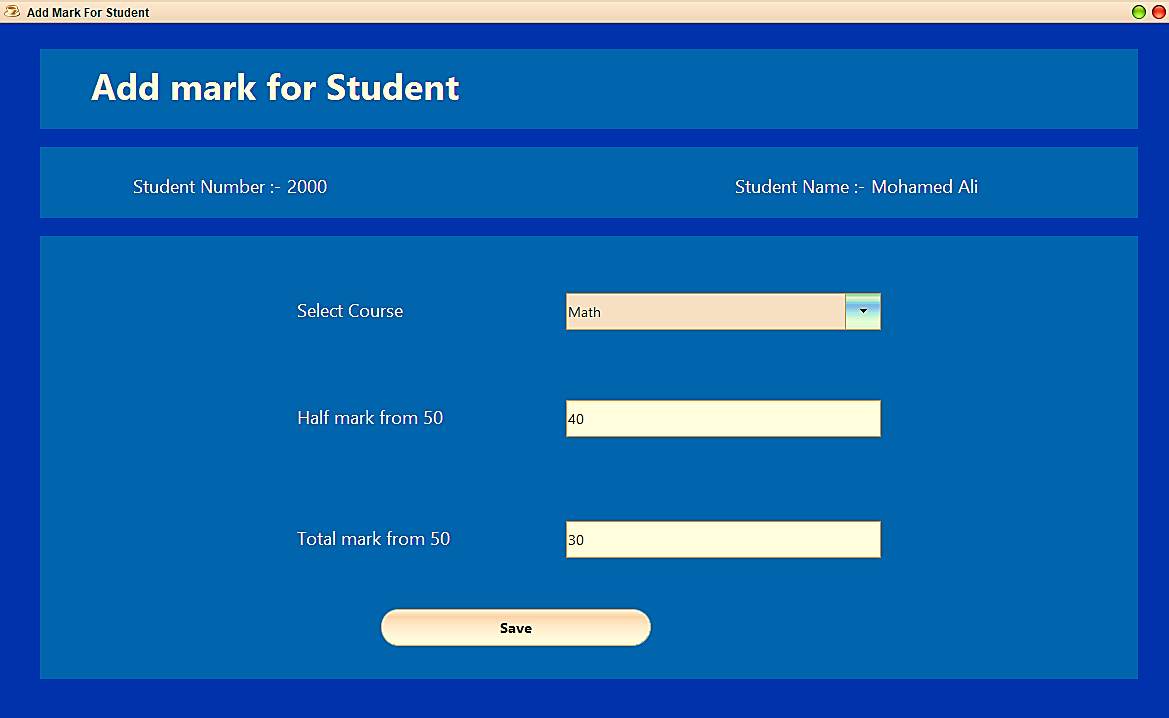 Add Mark For Student
Add mark for Student
Student Number :- 2000
Student Name :- Mohamed Ali
Select Course
Math
Half mark from 50
40
Total mark from 50
30
Save